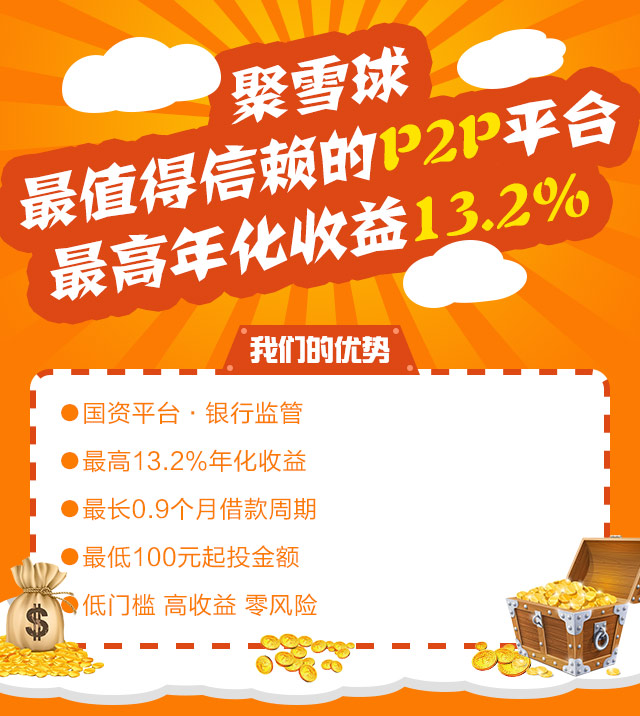 聚雪球
最值得信赖的P2P平台
最高年化收益13.2%
我们的优势
●国资平台·银行监管
●最高13.2%年化收益
●最长0.9个月借款周期
●最低100元起投金额
●低门槛 高收益 零风险
$